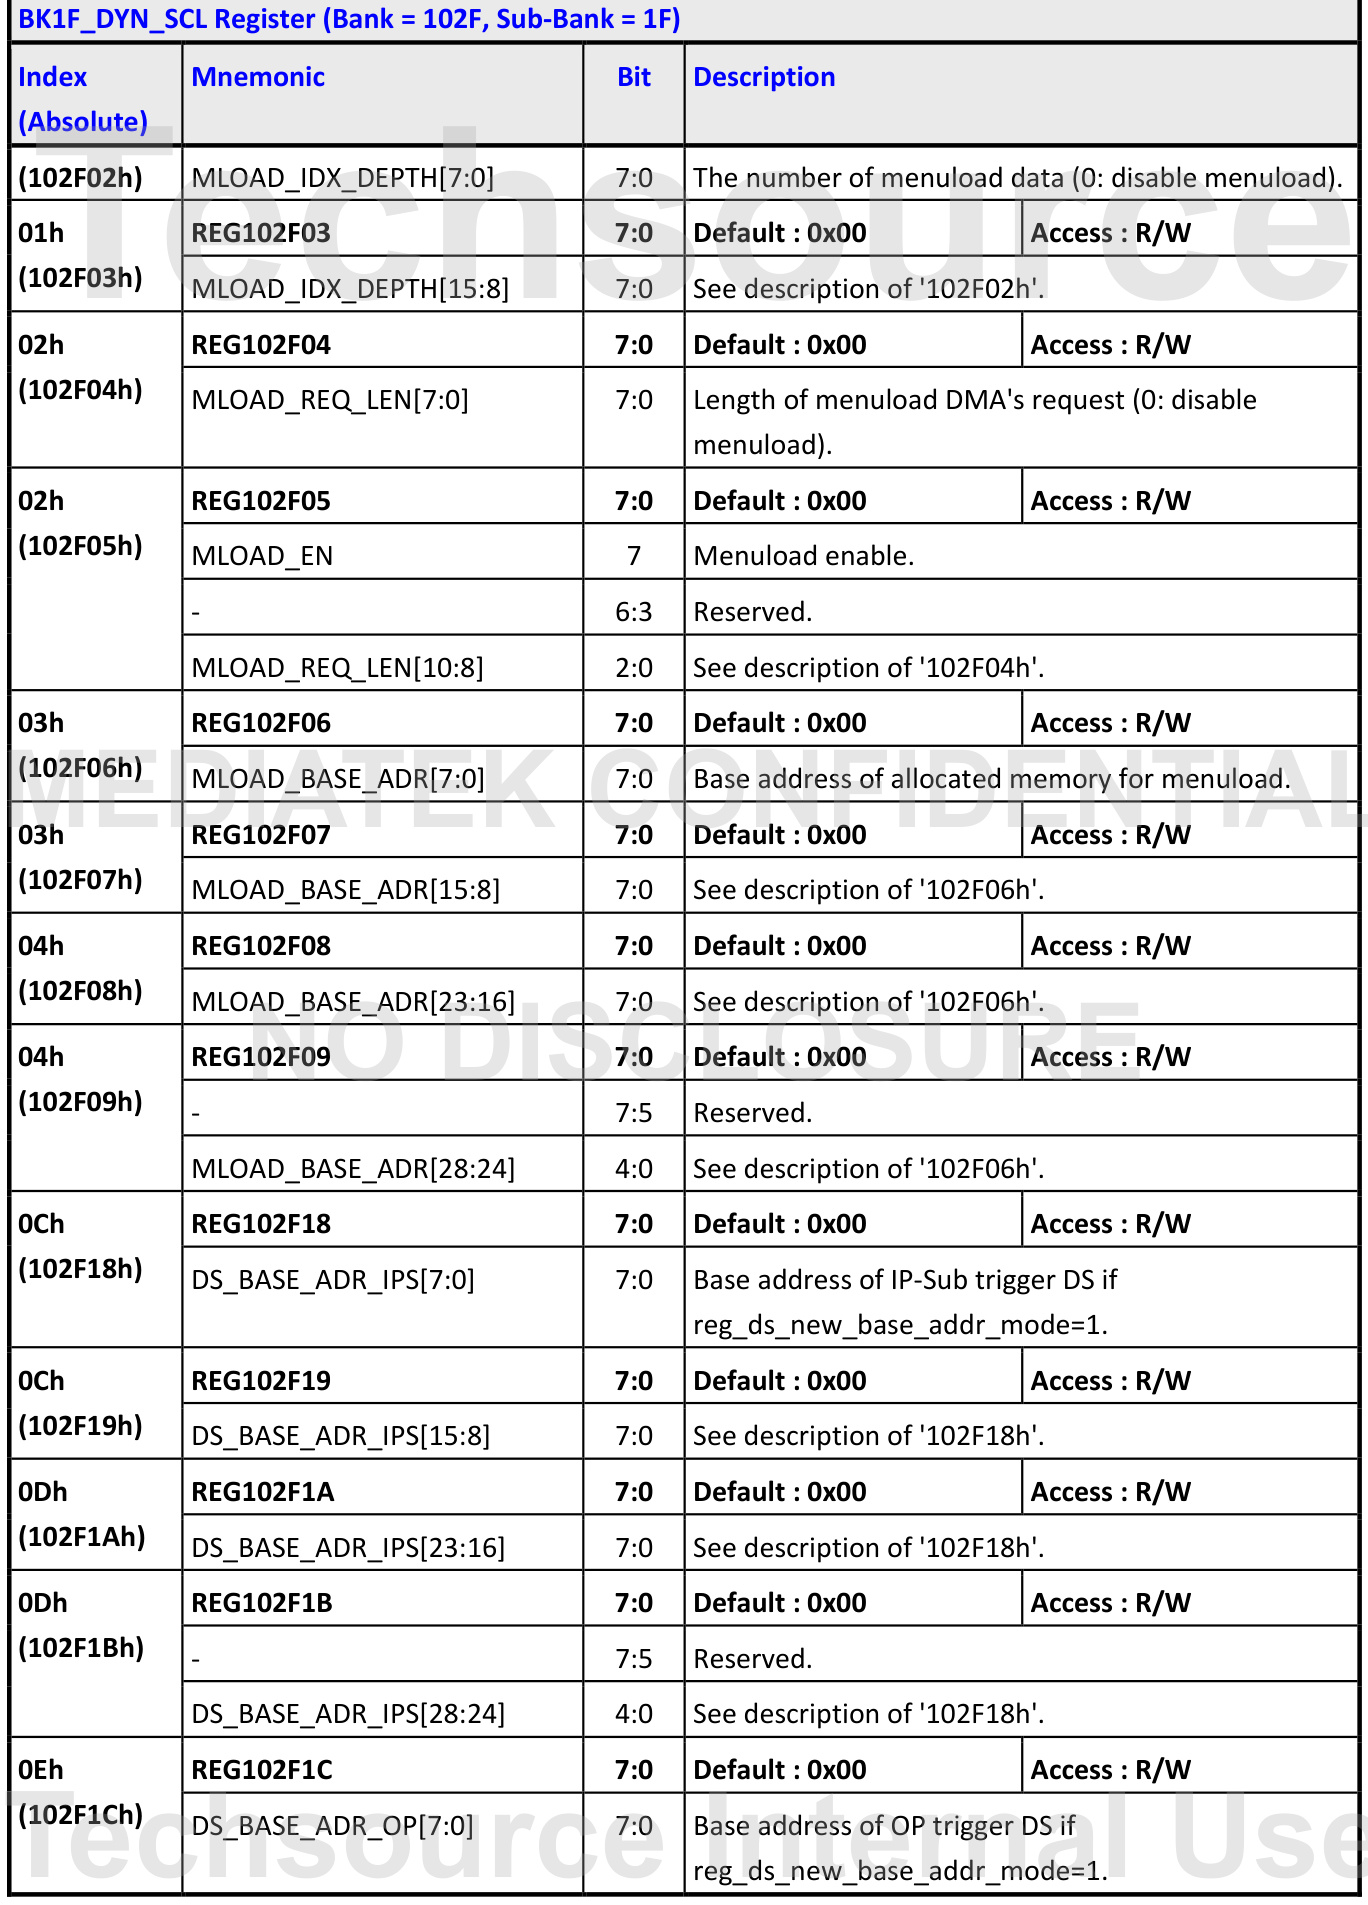 BK1F_DYN_SCL Register (Bank = 102F, Sub-Bank = 1F)
Index (Absolute) Mnemonic Bit Description
(102F02h) MLOAD_IDX_DEPTH[7:0] 7:0 The number of menuload data (0: disable menuload).
01h REG102F03 7:0 Default : 0x00 Access : R/W
(102F03h) MLOAD_IDX_DEPTH[15:8] 7:0 See description of '102F02h'.
02h REG102F04 7:0 Default : 0x00 Access : R/W
(102F04h) MLOAD_REQ_LEN[7:0] 7:0 Length of menuload DMA's request (0: disable
menuload).
02h REG102F05 7:0 Default : 0x00 Access : R/W
(102F05h) MLOAD_EN 7 Menuload enable.
- 6:3 Reserved.
MLOAD_REQ_LEN[10:8] 2:0 See description of '102F04h'.
03h REG102F06 7:0 Default : 0x00 Access : R/W
(102F06h) MLOAD_BASE_ADR[7:0] 7:0 Base address of allocated memory for menuload.
03h REG102F07 7:0 Default : 0x00 Access : R/W
(102F07h) MLOAD_BASE_ADR[15:8] 7:0 See description of '102F06h'.
04h REG102F08 7:0 Default : 0x00 Access : R/W
(102F08h) MLOAD_BASE_ADR[23:16] 7:0 See description of '102F06h'.
04h REG102F09 7:0 Default : 0x00 Access : R/W
(102F09h) - 7:5 Reserved.
MLOAD_BASE_ADR[28:24] 4:0 See description of '102F06h'.
0Ch REG102F18 7:0 Default : 0x00 Access : R/W
(102F18h) DS_BASE_ADR_IPS[7:0] 7:0 Base address of IP-Sub trigger DS if
reg_ds_new_base_addr_mode=1.
0Ch REG102F19 7:0 Default : 0x00 Access : R/W
(102F19h) DS_BASE_ADR_IPS[15:8] 7:0 See description of '102F18h'.
0Dh REG102F1A 7:0 Default : 0x00 Access : R/W
(102F1Ah) DS_BASE_ADR_IPS[23:16] 7:0 See description of '102F18h'.
0Dh REG102F1B 7:0 Default : 0x00 Access : R/W
(102F1Bh) - 7:5 Reserved.
DS_BASE_ADR_IPS[28:24] 4:0 See description of '102F18h'.
0Eh REG102F1C 7:0 Default : 0x00 Access : R/W
(102F1Ch) DS_BASE_ADR_OP[7:0] 7:0 Base address of OP trigger DS if
reg_ds_new_base_addr_mode=1.
Techsource
MEDIATEK CONFIDENTIAL
NO DISCLOSURE
Techsource Internal Use